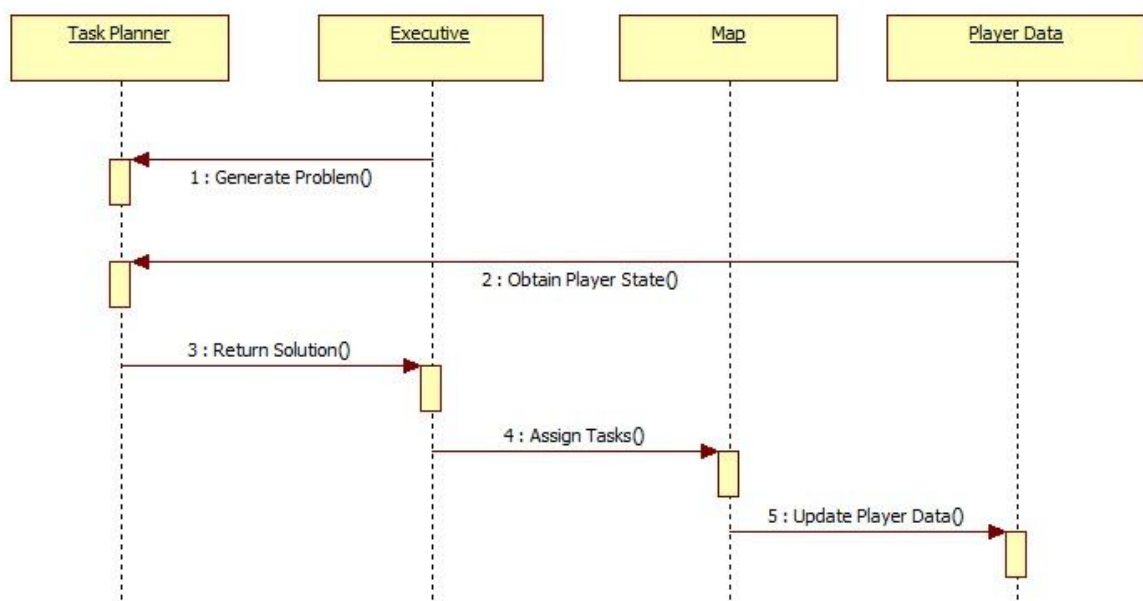 Task Planner
Executive
Map
Player Data
1 : Generate Problem()
2 : Obtain Player State()
3 : Return Solution()
4 : Assign Tasks()
5 : Update Player Data()